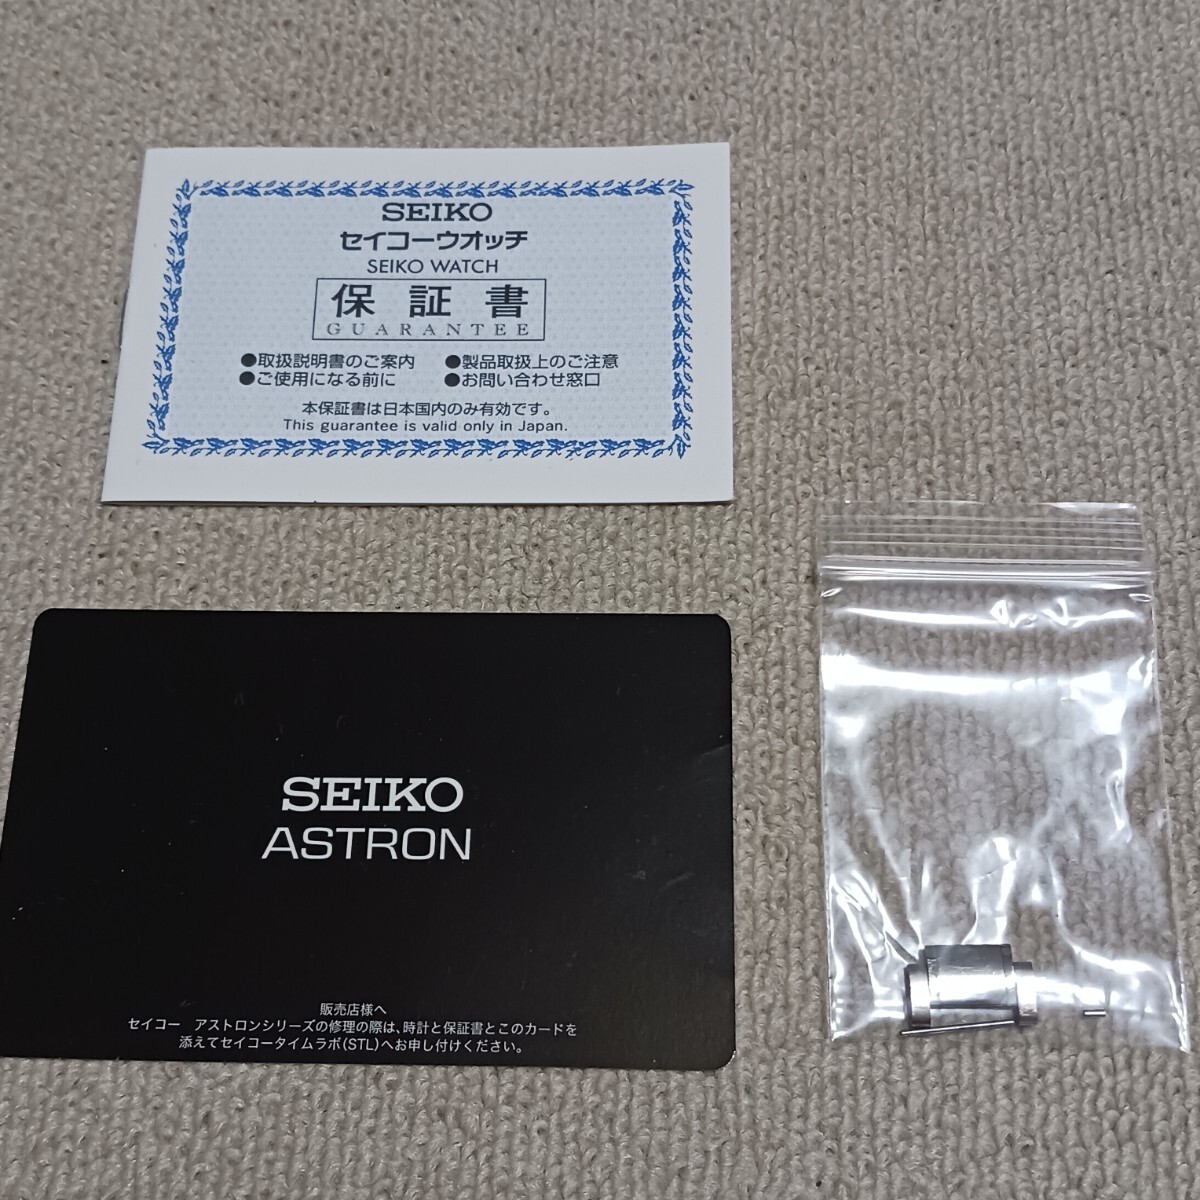 SEIKO
セイコーウオッチ
SEIKO WATCH
保証書
GUARANTEE
●取扱説明書のご案内 ●製品取扱上のご注意
●ご使用になる前に ●お問い合わせ窓口
本保証書は日本国内のみ有効です。
This guarantee is valid only in Japan.
SEIKO
ASTRON
販売店様へ
セイコー アストロンシリーズの修理の際は、時計と保証書とこのカードを
添えてセイコータイムラボ(STL)へお申し付けください。